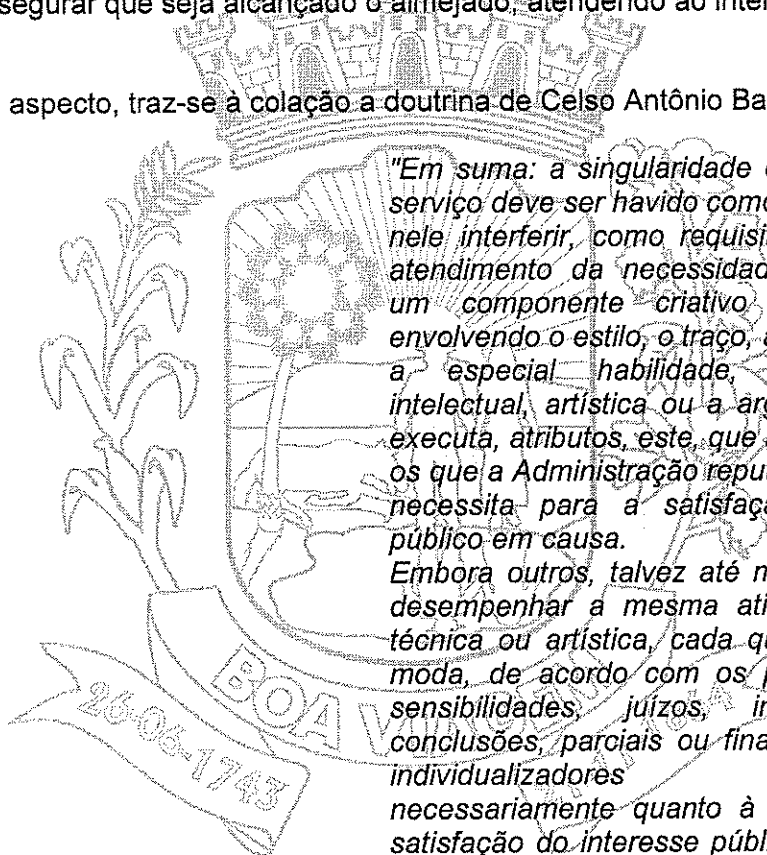 segurar que seja alcançado o almejado, atendendo ao inter
aspecto, traz-se à colação a doutrina de Celso Antônio Ba
"Em suma: a singularidade
serviço deve ser havido como
nele interferir, como requisi
atendimento da necessidad
um componente criativo
envolvendo o estilo, o traço,
a especial habilidade,
intelectual, artística ou a arg
executa, atributos, este, que
os que a Administração repu
necessita para a satisfaç
público em causa.
Embora outros, talvez até n
desempenhar a mesma ati
técnica ou artística, cada q
moda, de acordo com os
sensibilidades, juízos, in
conclusões, parciais ou fina
individualizadores
necessariamente quanto à
satisfação do interesse públi
BOA VIAGEM
26-06-1743